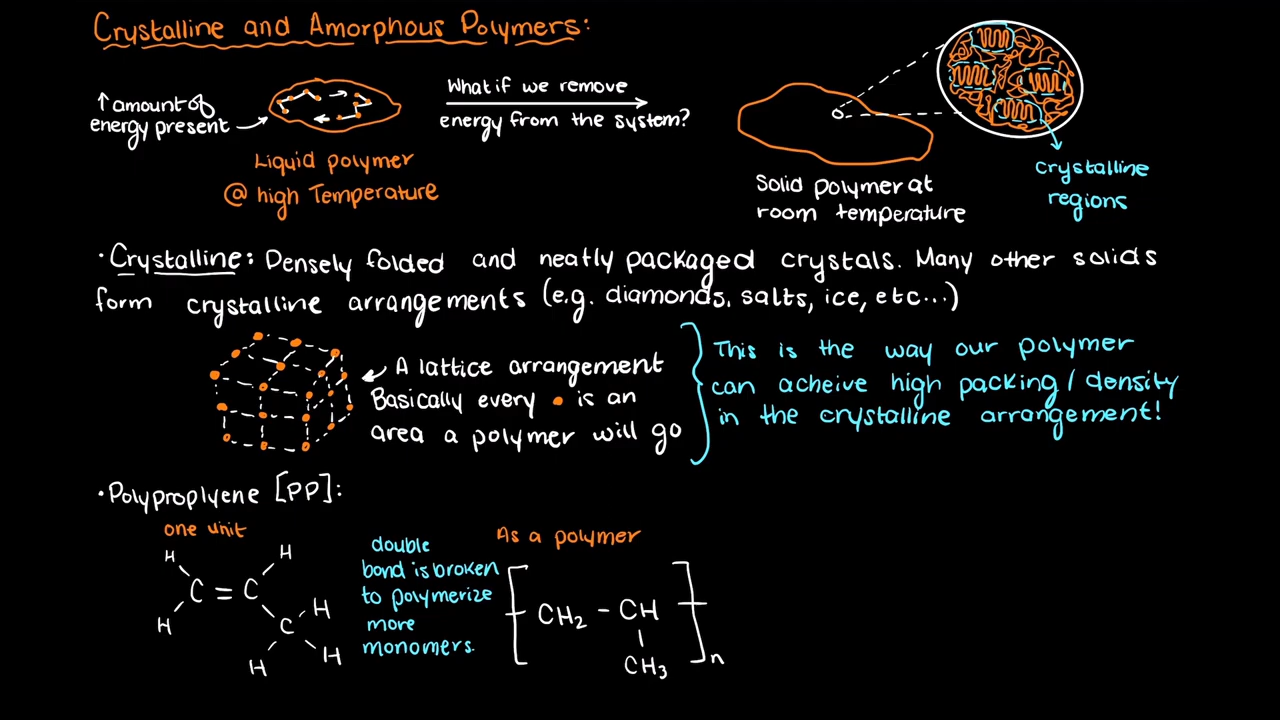 Crystalline and Amorphous Polymers:
↑ amount of
energy present
Liquid polymer
@ high Temperature
What if we remove
energy from the system?
Solid polymer at
room temperature
crystalline
regions
· Crystalline: Densely folded and neatly packaged crystals. Many other solids
form crystalline arrangements (e.g. diamonds, salts, ice, etc...)
A lattice arrangement
Basically every • is an
area a polymer will go
This is the way our polymer
can acheive high packing/density
in the crystalline arrangement!
· Polyproplyene [PP]:
one unit
H H
C = C
H
C H
H H
double
bond is broken
to polymerize
more
monomers.
As a polymer
[CH2 - CH]n
CH3